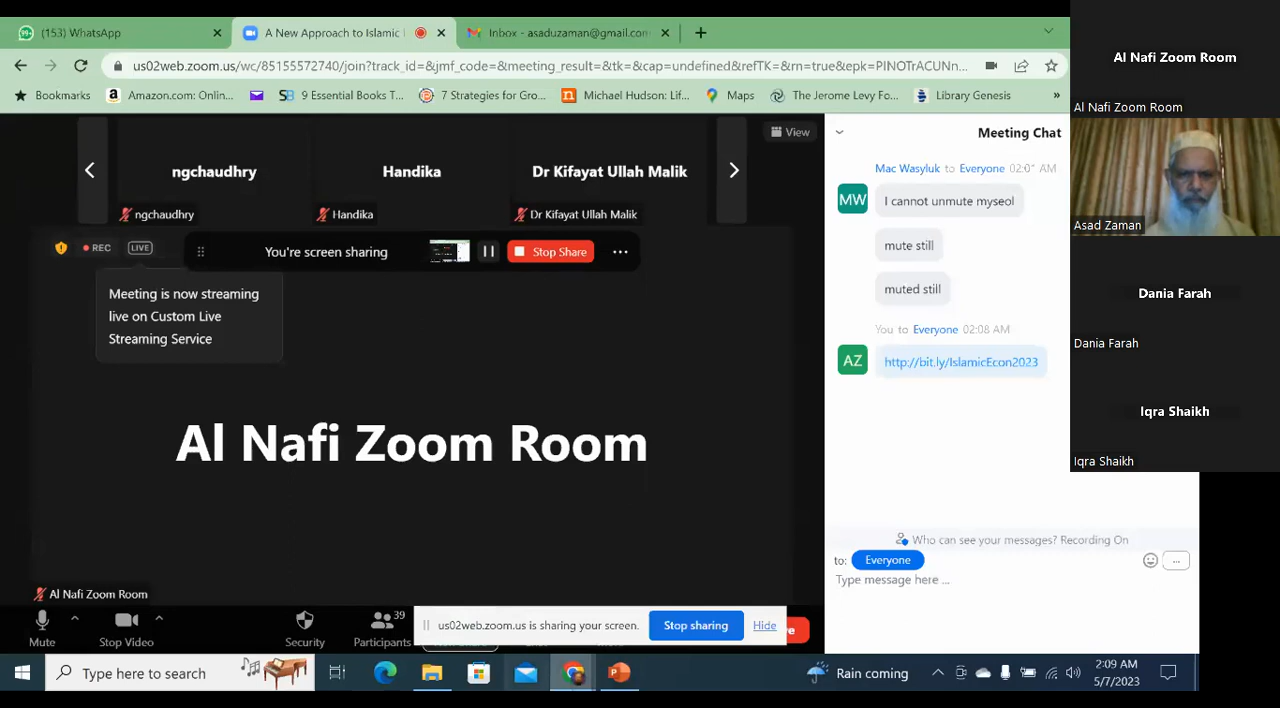 (153) WhatsApp
A New Approach to Islamic
Inbox - asaduzaman@gmail.com
us02web.zoom.us/wc/85155572740/join?track_id=&jmf_code=&meeting_result=&tk=&cap=undefined&refTK=&rn=true&epk=PINOTrACUNn...
Bookmarks
Amazon.com: Onlin...
9 Essential Books T...
7 Strategies for Gro...
Michael Hudson: Lif...
Maps
The Jerome Levy Fo...
Library Genesis
»
ngchaudhry
Handika
Dr Kifayat Ullah Malik
ngchaudhry
Handika
Dr Kifayat Ullah Malik
View
REC
LIVE
You're screen sharing
Stop Share
Meeting is now streaming
live on Custom Live
Streaming Service
Al Nafi Zoom Room
Al Nafi Zoom Room
Mute
Stop Video
Security
39
Participants
us02web.zoom.us is sharing your screen.
Stop sharing
Hide
Meeting Chat
Mac Wasyluk to Everyone
AM
MW
I cannot unmute myseol
mute still
muted still
You to Everyone 02:08 AM
AZ
http://bit.ly/IslamicEcon2023
Who can see your messages? Recording On
to: Everyone
...
Type message here ...
Al Nafi Zoom Room
Al Nafi Zoom Room
Asad Zaman
Dania Farah
Dania Farah
Iqra Shaikh
Iqra Shaikh
Type here to search
Rain coming
2:09 AM
5/7/2023